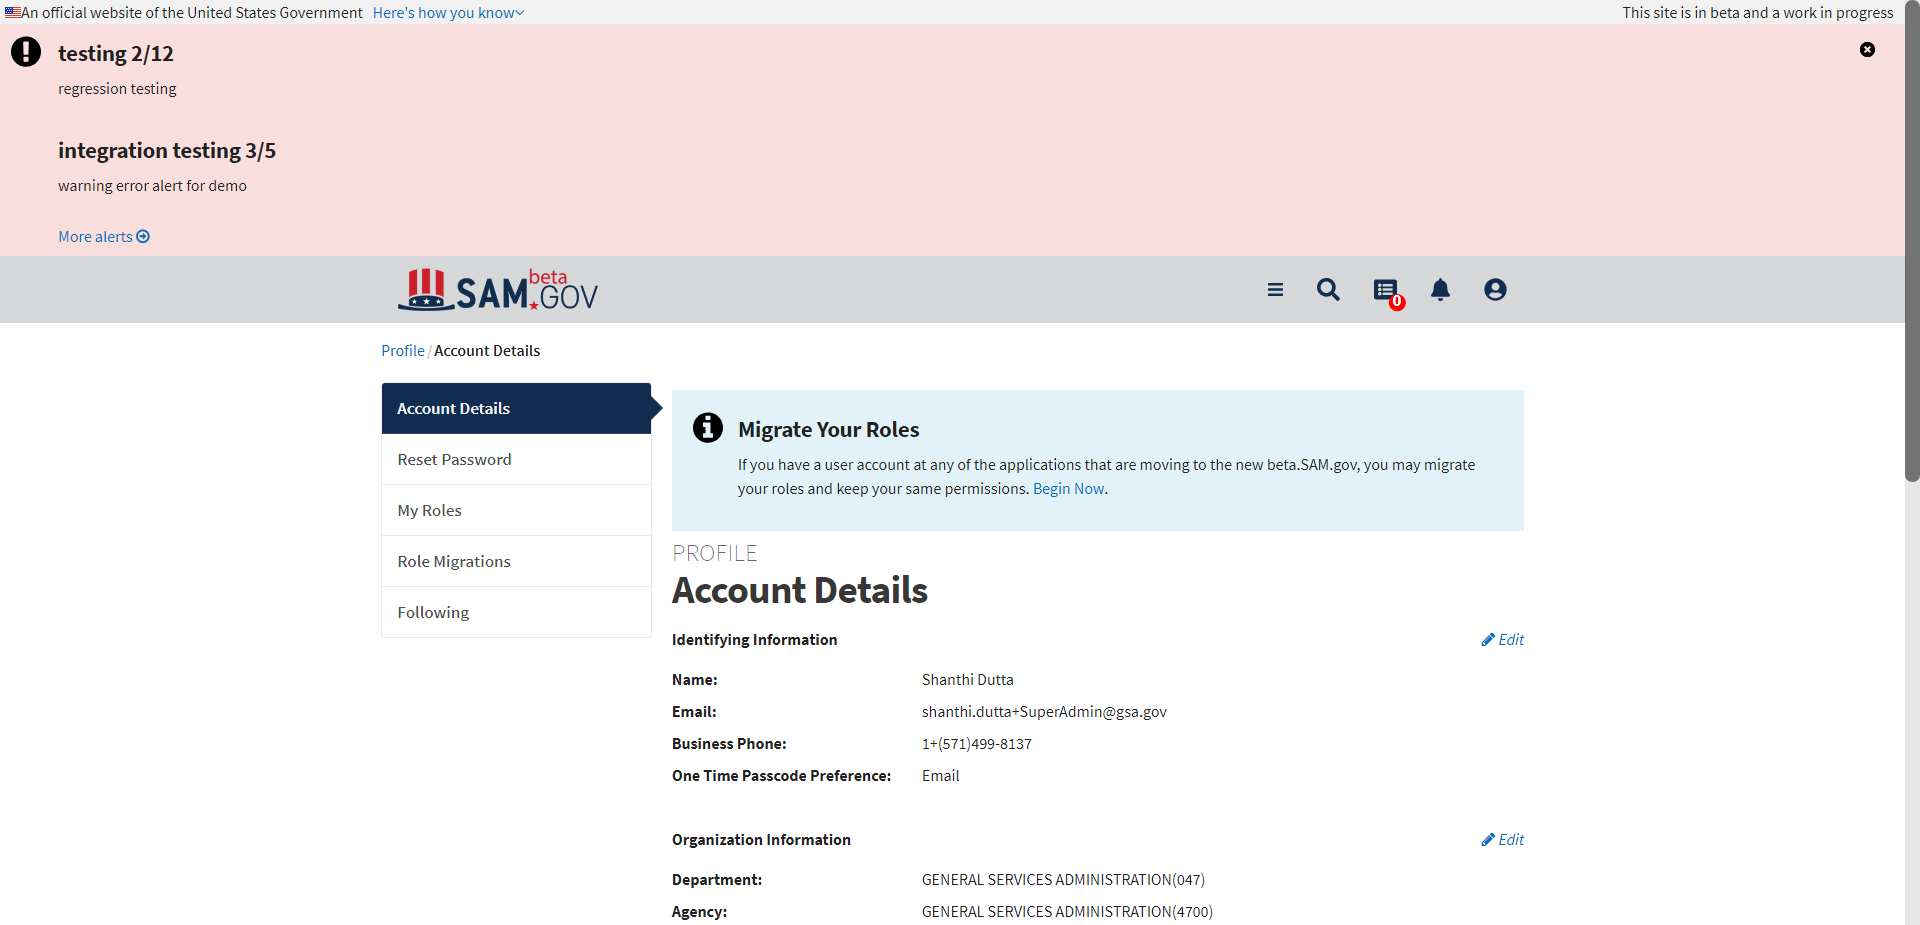 An official website of the United States Government Here's how you know
This site is in beta and a work in progress
testing 2/12
regression testing
integration testing 3/5
warning error alert for demo
More alerts
SAM.GOV beta
0
Profile / Account Details
Account Details
Reset Password
My Roles
Role Migrations
Following
Migrate Your Roles
If you have a user account at any of the applications that are moving to the new beta.SAM.gov, you may migrate
your roles and keep your same permissions. Begin Now.
PROFILE
Account Details
Identifying Information Edit
Name: Shanthi Dutta
Email: shanthi.dutta+SuperAdmin@gsa.gov
Business Phone: 1+(571)499-8137
One Time Passcode Preference: Email
Organization Information Edit
Department: GENERAL SERVICES ADMINISTRATION(047)
Agency: GENERAL SERVICES ADMINISTRATION(4700)